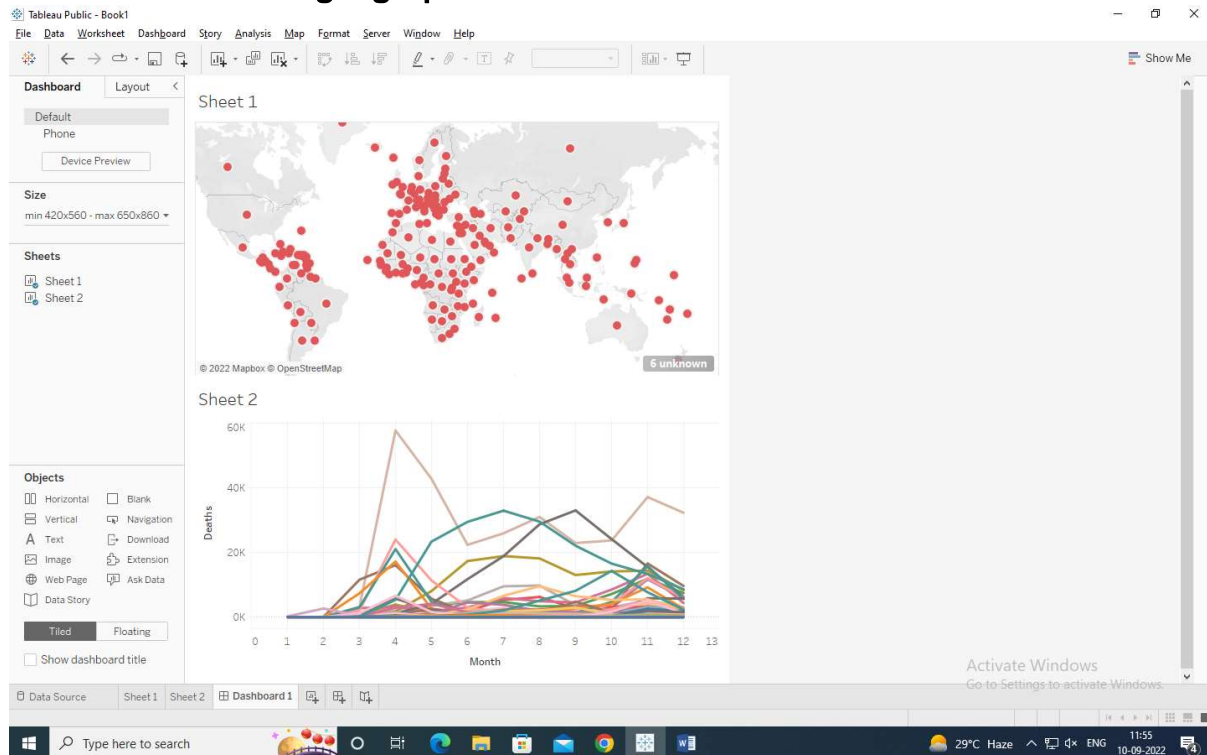 Tableau Public - Book1
File Data Worksheet Dashboard Story Analysis Map Format Server Window Help
Show Me
Dashboard Layout <
Default
Phone
Device Preview
Size
min 420x560 - max 650x860
Sheets
Sheet 1
Sheet 2
Objects
Horizontal Blank
Vertical Navigation
A Text Download
Image Extension
Web Page Ask Data
Data Story
Tiled Floating
Show dashboard title
Sheet 1
© 2022 Mapbox © OpenStreetMap
6 unknown
Sheet 2
60K
40K
20K
0K
Deaths
0 1 2 3 4 5 6 7 8 9 10 11 12 13
Month
Activate Windows
Go to Settings to activate Windows.
Data Source Sheet 1 Sheet 2 Dashboard 1
Type here to search
29°C Haze ENG 11:55
10-09-2022
4